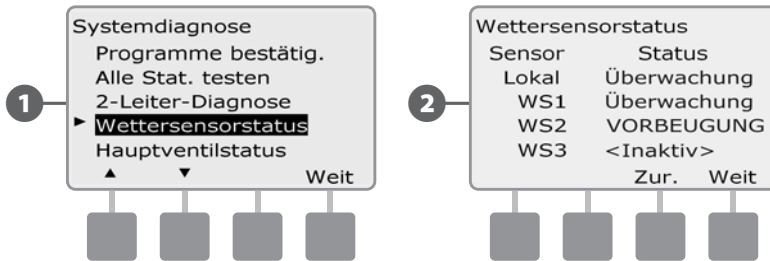 1
Systemdiagnose
Programme bestätig.
Alle Stat. testen
2-Leiter-Diagnose
Wettersensorstatus
Hauptventilstatus
Weit
2
Wettersensorstatus
Sensor Status
Lokal Überwachung
WS1 Überwachung
WS2 VORBEUGUNG
WS3 <Inaktiv>
Zur. Weit